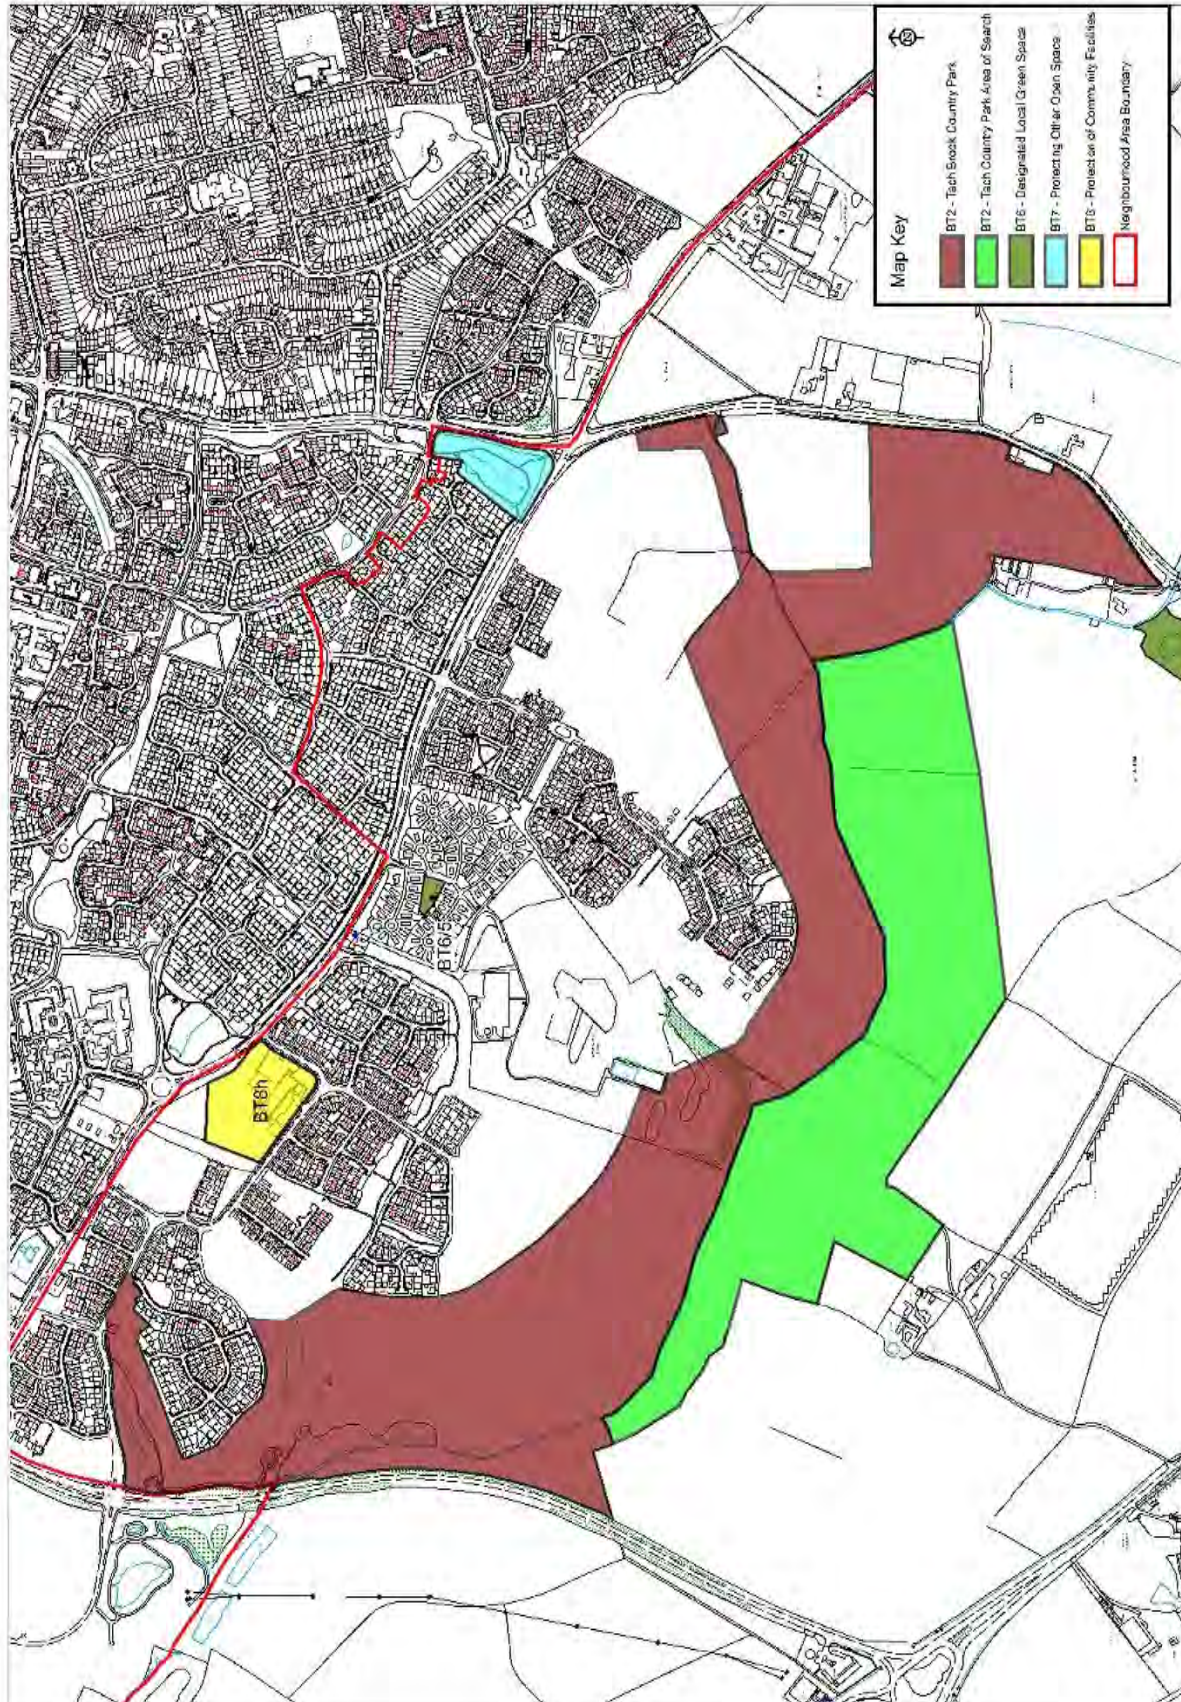 Map Key
BT2 - Tach Brook Country Park
BT2 - Tach Country Park Area of Search
BT6 - Designated Local Green Space
BT7 - Protecting Other Open Space
BT8 - Protection of Community Facilities
Neighbourhood Area Boundary
BT8h
BT6/5